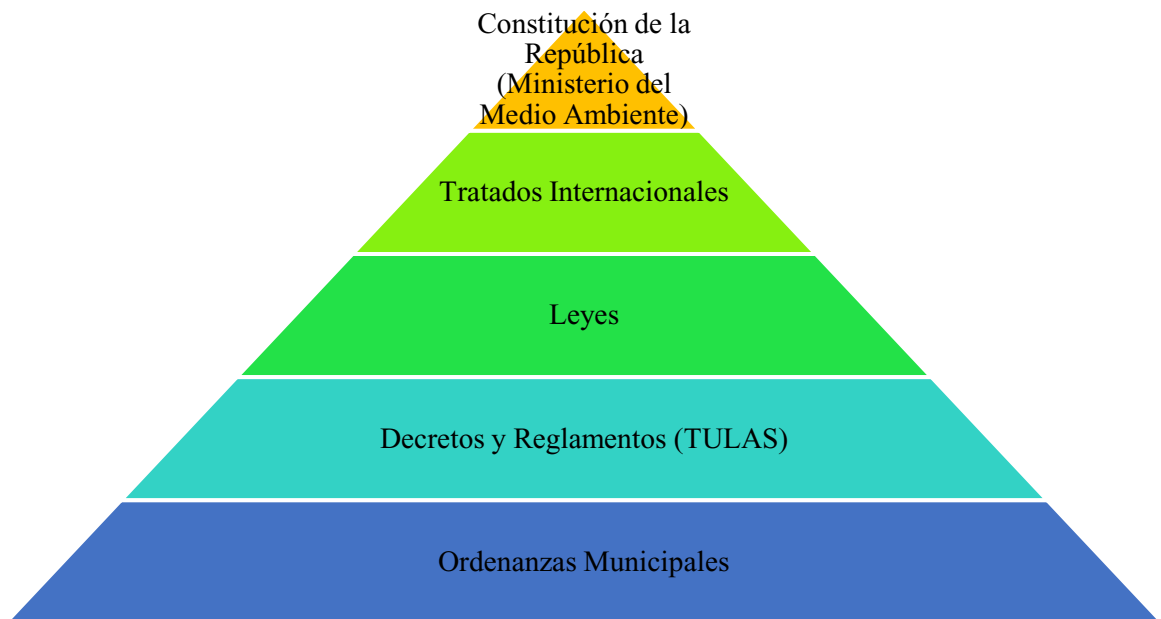 Constitución de la
República
(Ministerio del
Medio Ambiente)
Tratados Internacionales
Leyes
Decretos y Reglamentos (TULAS)
Ordenanzas Municipales